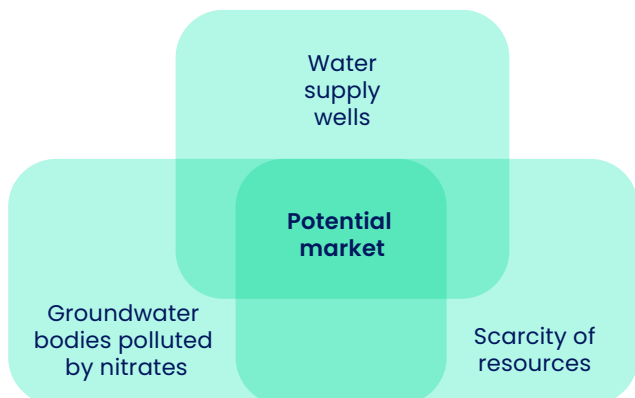 Water
supply
wells
Potential
market
Groundwater
bodies polluted
by nitrates
Scarcity of
resources